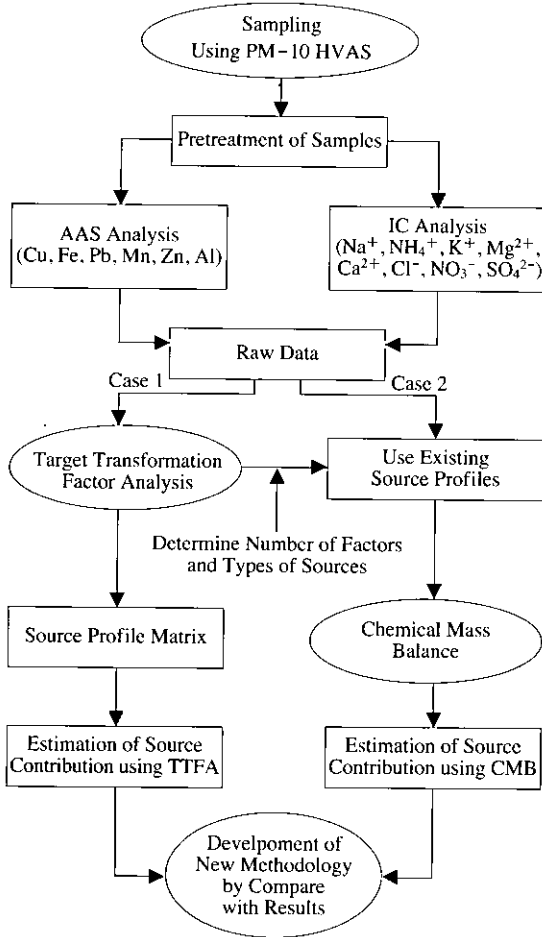 Sampling
Using PM-10 HVAS
Pretreatment of Samples
AAS Analysis
(Cu, Fe, Pb, Mn, Zn, Al)
IC Analysis
(Na⁺, NH₄⁺, K⁺, Mg²⁺,
Ca²⁺, Cl⁻, NO₃⁻, SO₄²⁻)
Raw Data
Case 1
Case 2
Target Transformation
Factor Analysis
Use Existing
Source Profiles
Determine Number of Factors
and Types of Sources
Source Profile Matrix
Chemical Mass
Balance
Estimation of Source
Contribution using TTFA
Estimation of Source
Contribution using CMB
Develpoment of
New Methodology
by Compare
with Results